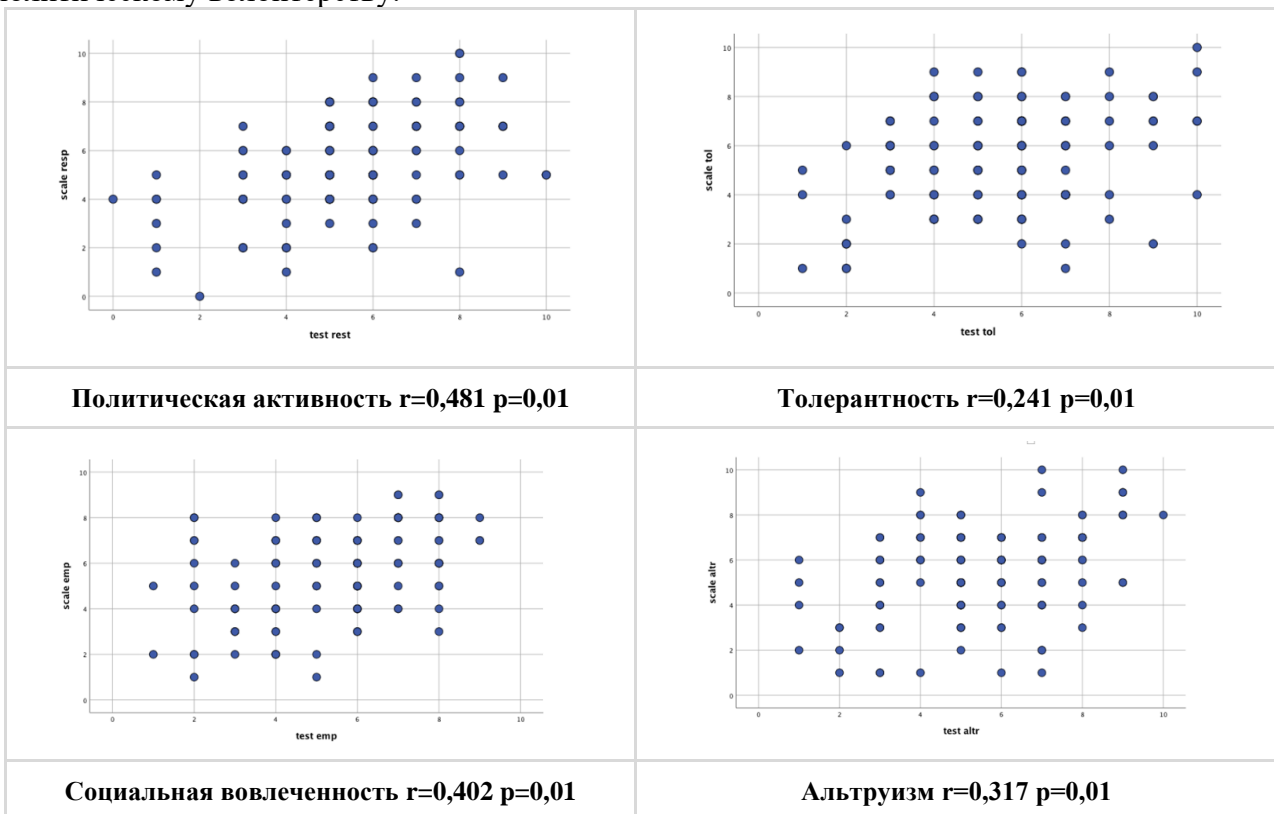 волонтерству.
10
8
6
4
2
0
scale resp
0 2 4 6 8 10
test rest
10
8
6
4
2
0
scale tol
0 2 4 6 8 10
test tol
Политическая активность r=0,481 p=0,01
Толерантность r=0,241 p=0,01
10
8
6
4
2
0
scale emp
0 2 4 6 8 10
test emp
10
8
6
4
2
0
scale altr
0 2 4 6 8 10
test altr
Социальная вовлеченность r=0,402 p=0,01
Альтруизм r=0,317 p=0,01